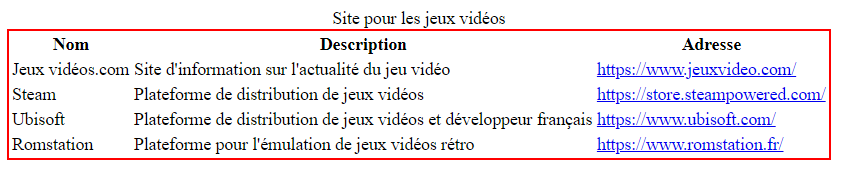 Site pour les jeux vidéos
Nom Description Adresse
Jeux vidéos.com Site d'information sur l'actualité du jeu vidéo https://www.jeuxvideo.com/
Steam Plateforme de distribution de jeux vidéos https://store.steampowered.com/
Ubisoft Plateforme de distribution de jeux vidéos et développeur français https://www.ubisoft.com/
Romstation Plateforme pour l'émulation de jeux vidéos rétro https://www.romstation.fr/